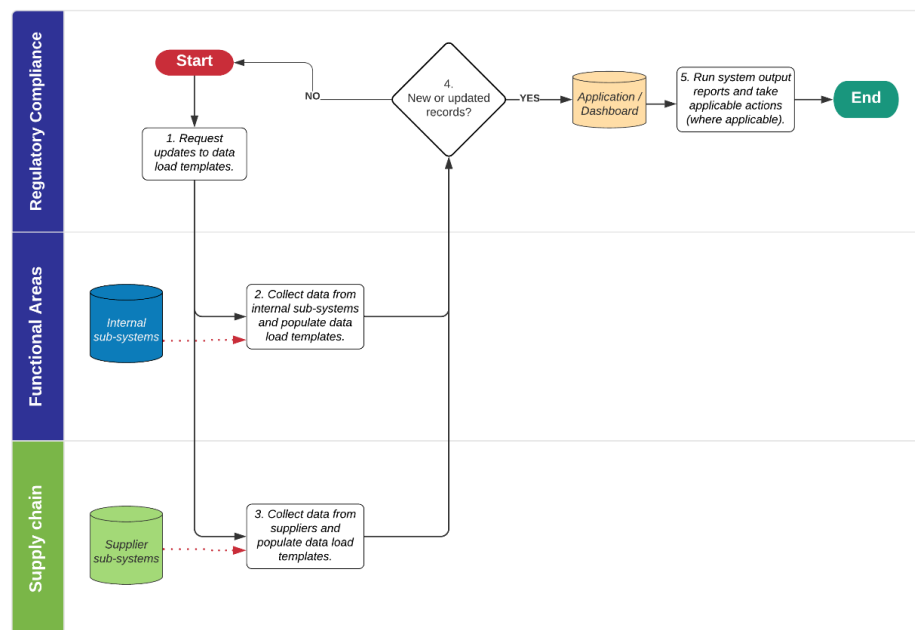 Regulatory Compliance
Start
1. Request
updates to data
load templates.
NO
4.
New or updated
records?
YES
Application /
Dashboard
5. Run system output
reports and take
applicable actions
(where applicable).
End
Functional Areas
Internal
sub-systems
2. Collect data from
internal sub-systems
and populate data
load templates.
Supply chain
Supplier
sub-systems
3. Collect data from
suppliers and
populate data load
templates.